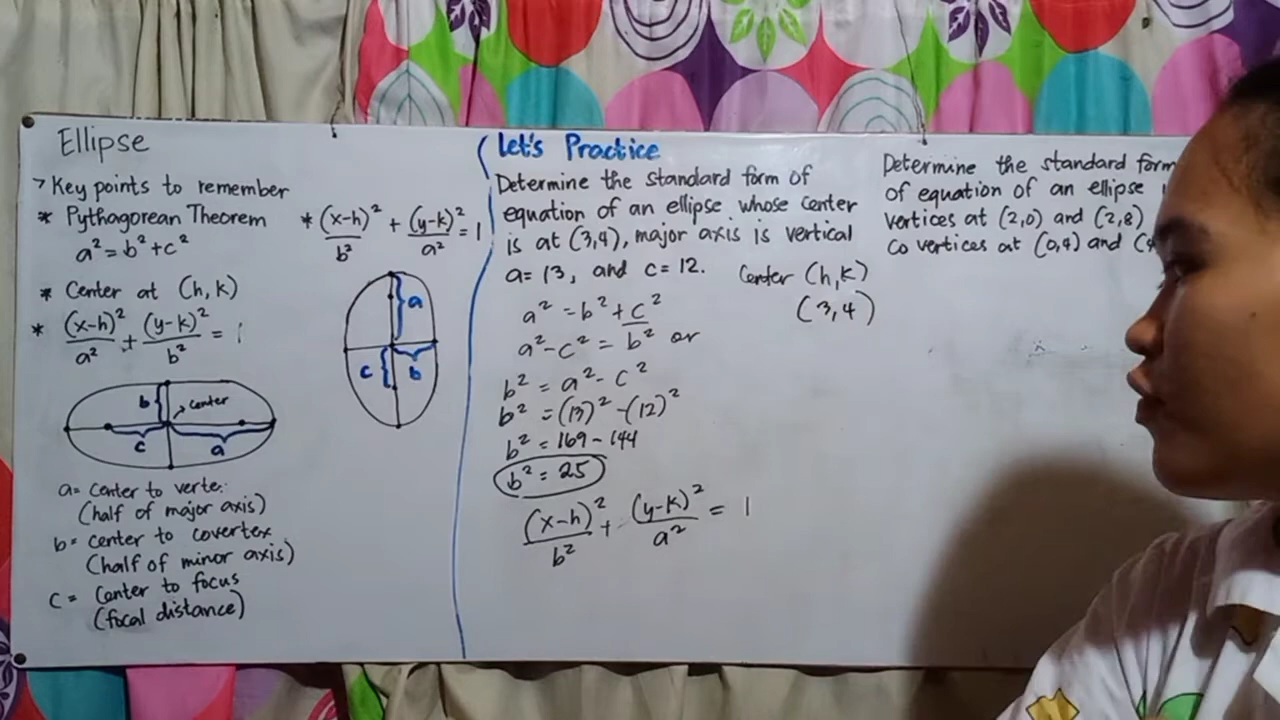 Ellipse
> Key points to remember
* Pythagorean Theorem
a² = b² + c²
* Center at (h, k)
* (x-h)²/a² + (y-k)²/b² = 1
b
center
c
a
a = center to verte
(half of major axis)
b = center to covertex
(half of minor axis)
c = center to focus
(focal distance)
* (x-h)²/b² + (y-k)²/a² = 1
a
c
b
Let's Practice
Determine the standard form of
equation of an ellipse whose center
is at (3,4), major axis is vertical
a = 13, and c = 12.
Center (h, k)
(3, 4)
a² = b² + c²
a² - c² = b² or
b² = a² - c²
b² = (13)² - (12)²
b² = 169 - 144
b² = 25
(x-h)²/b² + (y-k)²/a² = 1
Determine the standard form
of equation of an ellipse
vertices at (2,0) and (2,8)
co vertices at (0,4) and